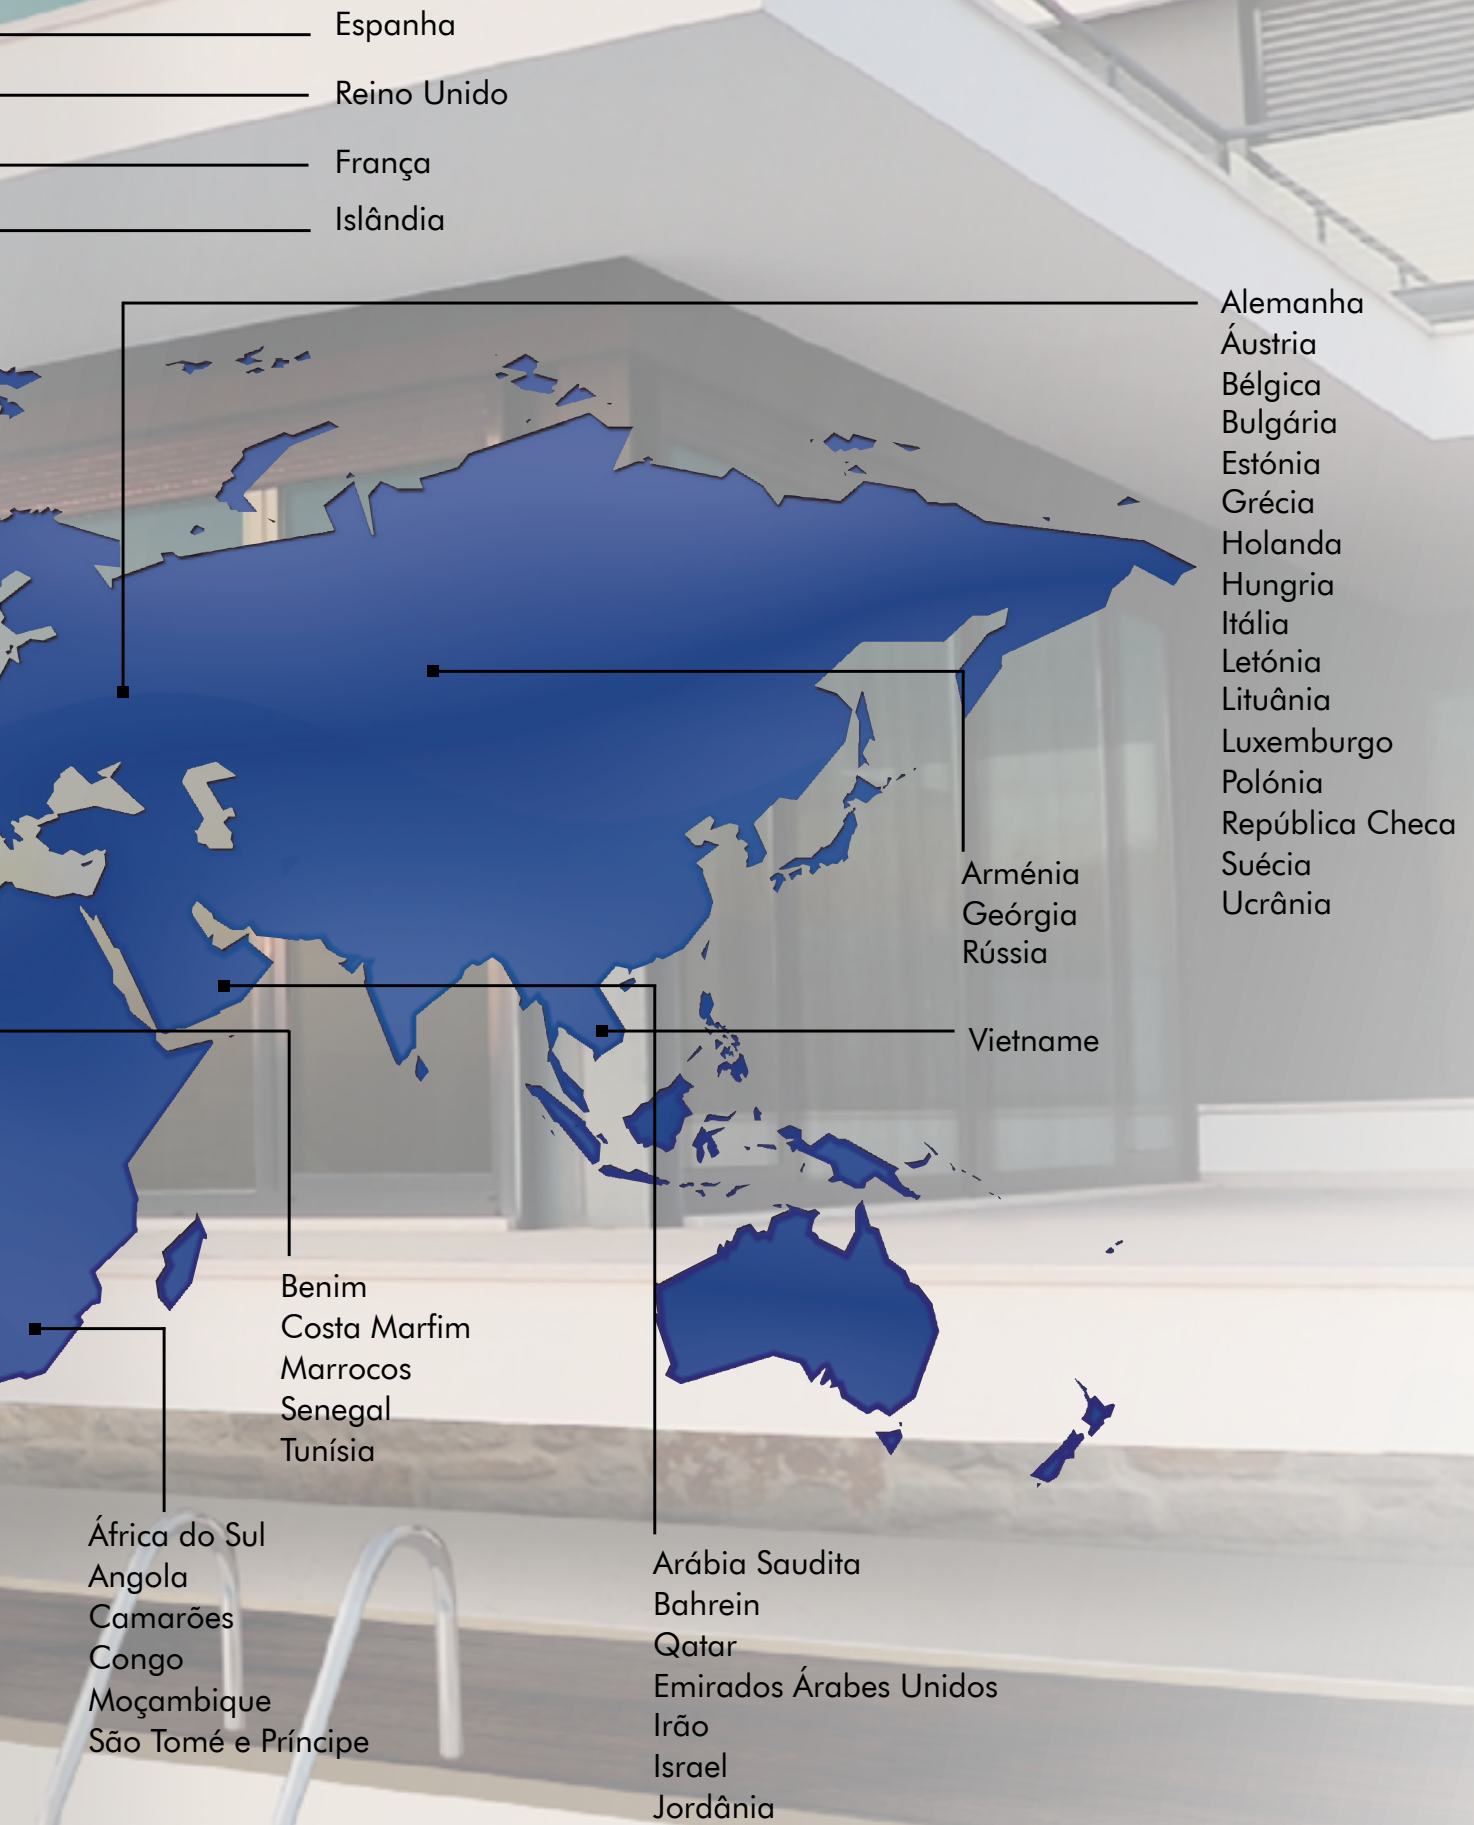 Espanha
Reino Unido
França
Islândia
Alemanha
Áustria
Bélgica
Bulgária
Estónia
Grécia
Holanda
Hungria
Itália
Letónia
Lituânia
Luxemburgo
Polónia
República Checa
Suécia
Ucrânia
Arménia
Geórgia
Rússia
Vietname
Benim
Costa Marfim
Marrocos
Senegal
Tunísia
África do Sul
Angola
Camarões
Congo
Moçambique
São Tomé e Príncipe
Arábia Saudita
Bahrein
Qatar
Emirados Árabes Unidos
Irão
Israel
Jordânia